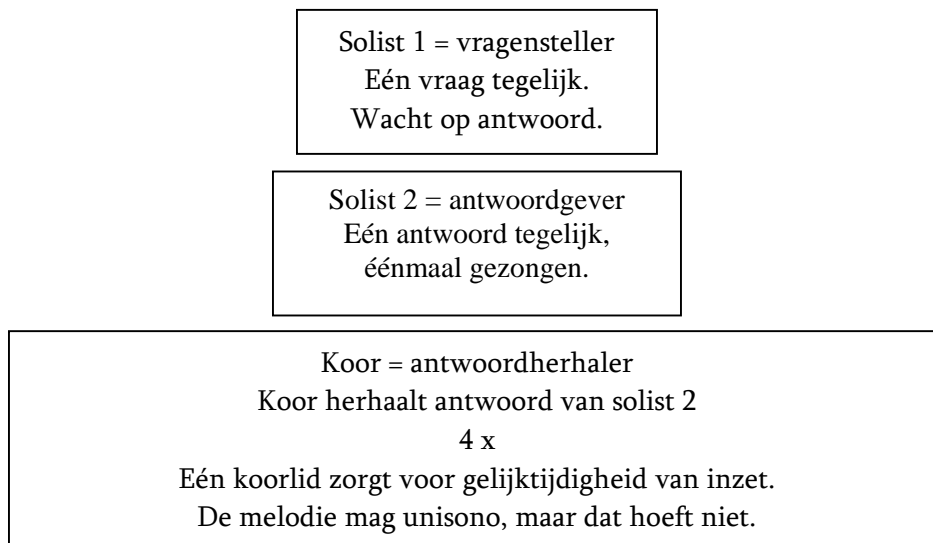 Solist 1 = vragensteller
Eén vraag tegelijk.
Wacht op antwoord.
Solist 2 = antwoordgever
Eén antwoord tegelijk,
éénmaal gezongen.
Koor = antwoordherhaler
Koor herhaalt antwoord van solist 2
4 x
Eén koorlid zorgt voor gelijktijdigheid van inzet.
De melodie mag unisono, maar dat hoeft niet.